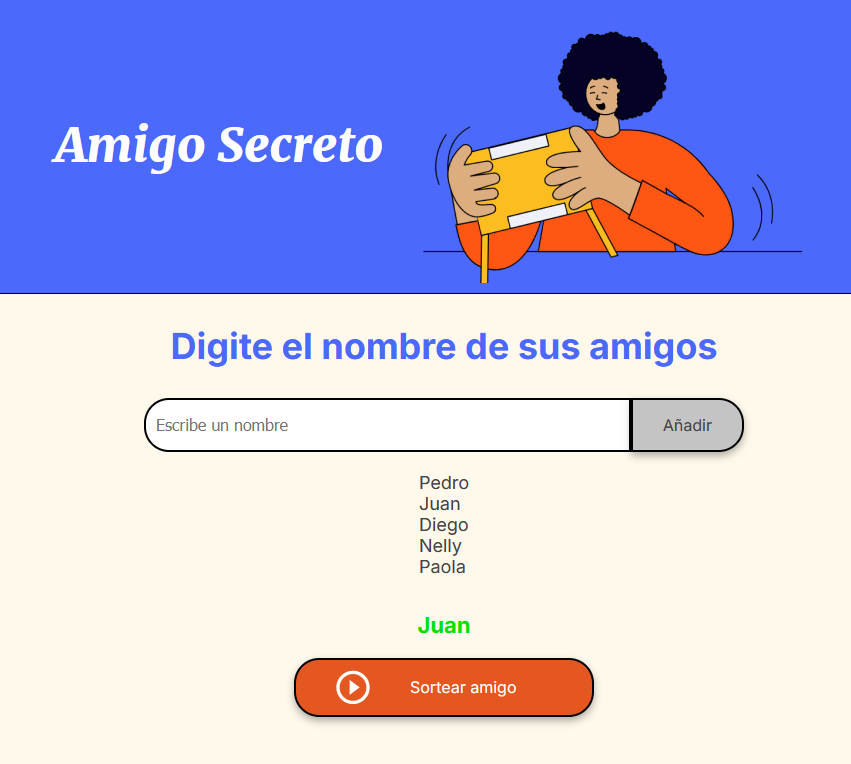 Amigo Secreto
Digite el nombre de sus amigos
Escribe un nombre
Añadir
Pedro
Juan
Diego
Nelly
Paola
Juan
Sortear amigo